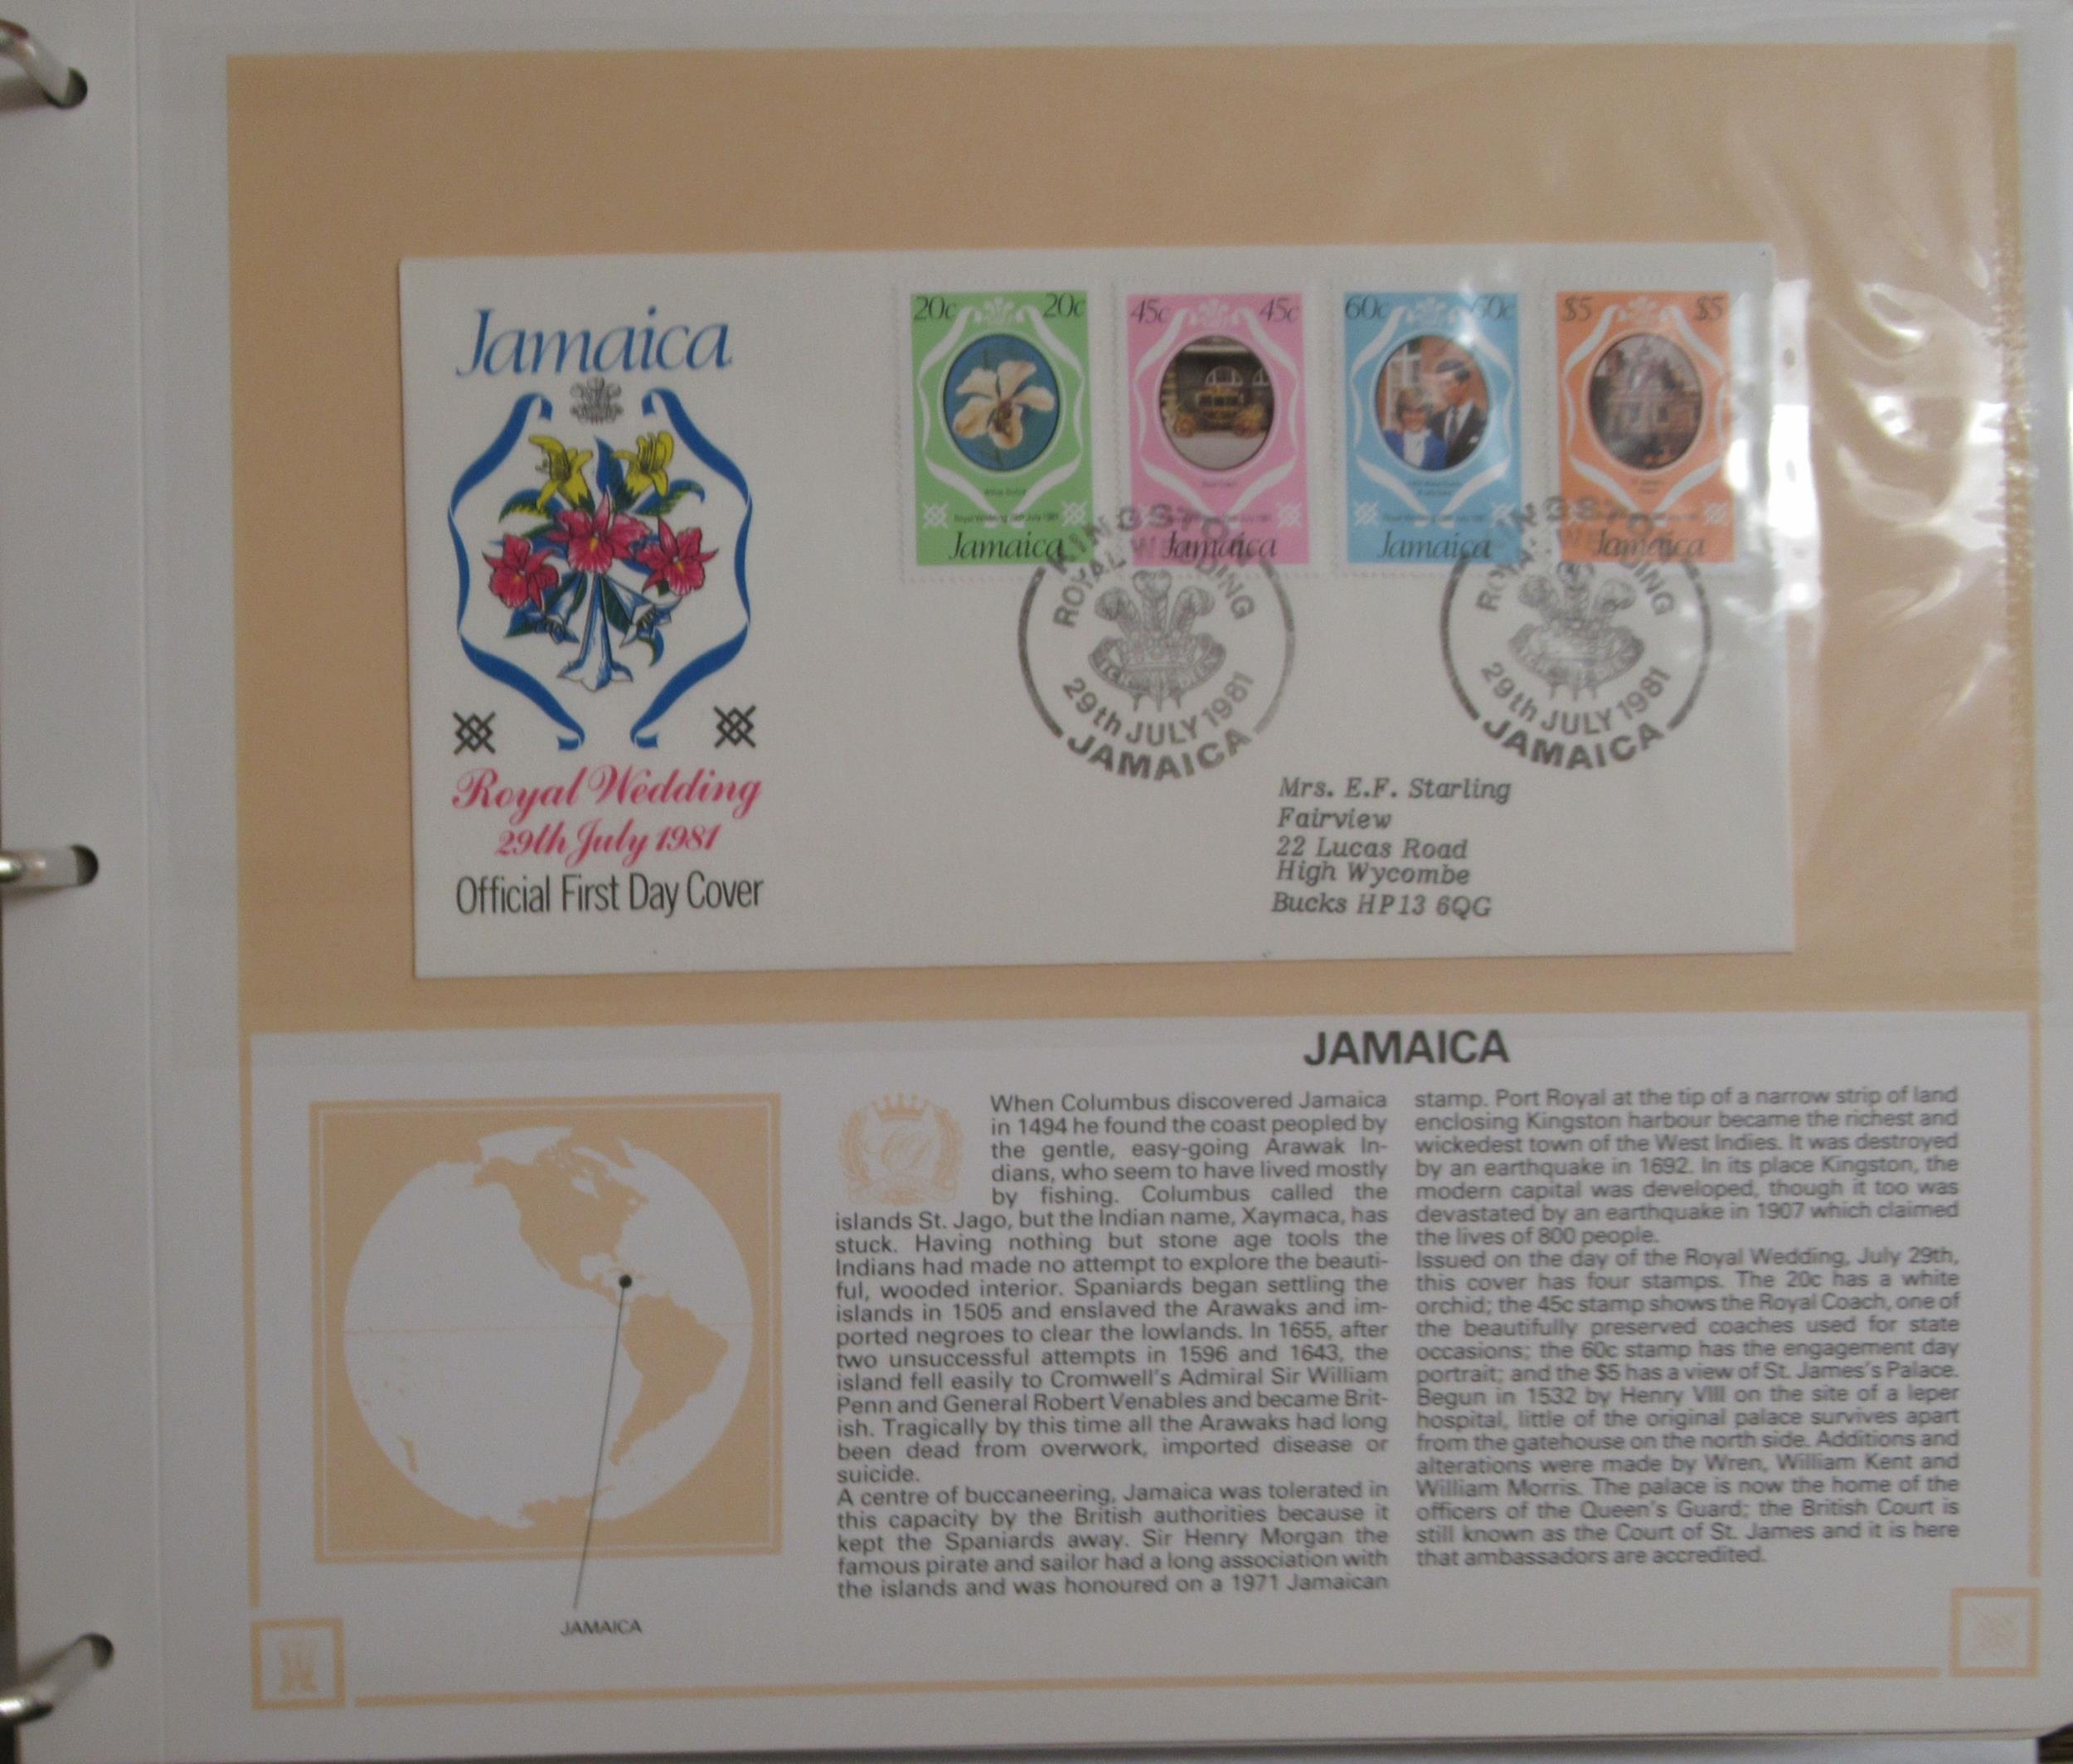 Jamaica
Royal Wedding
29th July 1981
Official First Day Cover
20c 20c
Royal Wedding 29th July 1981
Jamaica
45c 45c
Jamaica
60c 60c
Jamaica
$5 $5
Jamaica
KINGSTON
ROYAL WEDDING
29th JULY 1981
JAMAICA
KINGSTON
ROYAL WEDDING
29th JULY 1981
JAMAICA
Mrs. E.F. Starling
Fairview
22 Lucas Road
High Wycombe
Bucks HP13 6QG
JAMAICA
When Columbus discovered Jamaica
in 1494 he found the coast peopled by
the gentle, easy-going Arawak In-
dians, who seem to have lived mostly
by fishing. Columbus called the
islands St. Jago, but the Indian name, Xaymaca, has
stuck. Having nothing but stone age tools the
Indians had made no attempt to explore the beauti-
ful, wooded interior. Spaniards began settling the
islands in 1505 and enslaved the Arawaks and im-
ported negroes to clear the lowlands. In 1655, after
two unsuccessful attempts in 1596 and 1643, the
island fell easily to Cromwell's Admiral Sir William
Penn and General Robert Venables and became Brit-
ish. Tragically by this time all the Arawaks had long
been dead from overwork, imported disease or
suicide.
A centre of buccaneering, Jamaica was tolerated in
this capacity by the British authorities because it
kept the Spaniards away. Sir Henry Morgan the
famous pirate and sailor had a long association with
the islands and was honoured on a 1971 Jamaican
stamp. Port Royal at the tip of a narrow strip of land
enclosing Kingston harbour became the richest and
wickedest town of the West Indies. It was destroyed
by an earthquake in 1692. In its place Kingston, the
modern capital was developed, though it too was
devastated by an earthquake in 1907 which claimed
the lives of 800 people.
Issued on the day of the Royal Wedding, July 29th,
this cover has four stamps. The 20c has a white
orchid; the 45c stamp shows the Royal Coach, one of
the beautifully preserved coaches used for state
occasions; the 60c stamp has the engagement day
portrait; and the $5 has a view of St. James's Palace.
Begun in 1532 by Henry VIII on the site of a leper
hospital, little of the original palace survives apart
from the gatehouse on the north side. Additions and
alterations were made by Wren, William Kent and
William Morris. The palace is now the home of the
officers of the Queen's Guard; the British Court is
still known as the Court of St. James and it is here
that ambassadors are accredited.
JAMAICA